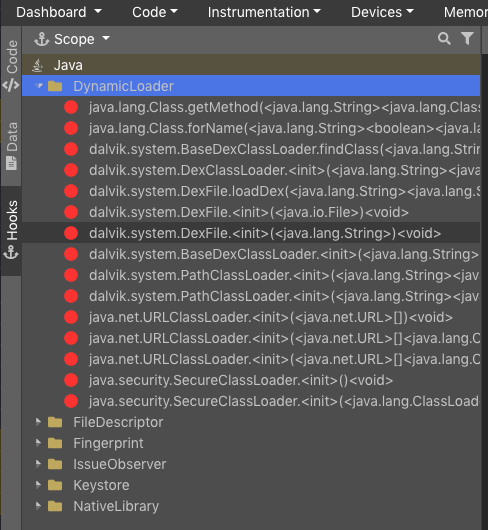 Dashboard Code Instrumentation Devices Memor
Scope
Code
Data
Hooks
Java
DynamicLoader
java.lang.Class.getMethod(<java.lang.String><java.lang.Class
java.lang.Class.forName(<java.lang.String><boolean><java.la
dalvik.system.BaseDexClassLoader.findClass(<java.lang.Strin
dalvik.system.DexClassLoader.<init>(<java.lang.String><java
dalvik.system.DexFile.loadDex(<java.lang.String><java.lang.S
dalvik.system.DexFile.<init>(<java.io.File>)<void>
dalvik.system.DexFile.<init>(<java.lang.String>)<void>
dalvik.system.BaseDexClassLoader.<init>(<java.lang.String><
dalvik.system.PathClassLoader.<init>(<java.lang.String><jav
dalvik.system.PathClassLoader.<init>(<java.lang.String><jav
java.net.URLClassLoader.<init>(<java.net.URL>[])<void>
java.net.URLClassLoader.<init>(<java.net.URL>[]<java.lang.C
java.net.URLClassLoader.<init>(<java.net.URL>[]<java.lang.C
java.security.SecureClassLoader.<init>()<void>
java.security.SecureClassLoader.<init>(<java.lang.ClassLoade
FileDescriptor
Fingerprint
IssueObserver
Keystore
NativeLibrary